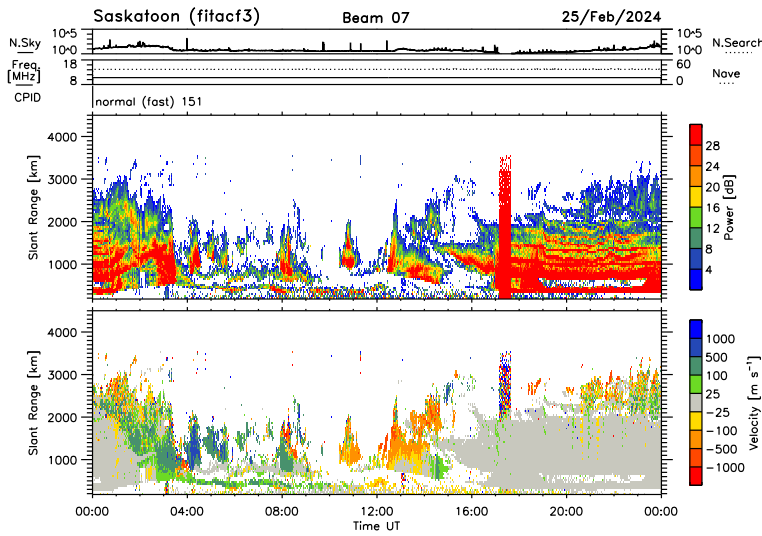 Saskatoon (fitacf3) Beam 07 25/Feb/2024
N.Sky 10^5 10^0 10^5 10^0 N.Search
Freq. [MHz] 18 8 60 0 Nave
CPID normal (fast) 151
Slant Range [km] 4000 3000 2000 1000
Power [dB] 28 24 20 16 12 8 4
Slant Range [km] 4000 3000 2000 1000
Velocity [m s^-1] 1000 500 100 25 -25 -100 -500 -1000
00:00 04:00 08:00 12:00 16:00 20:00 00:00
Time UT